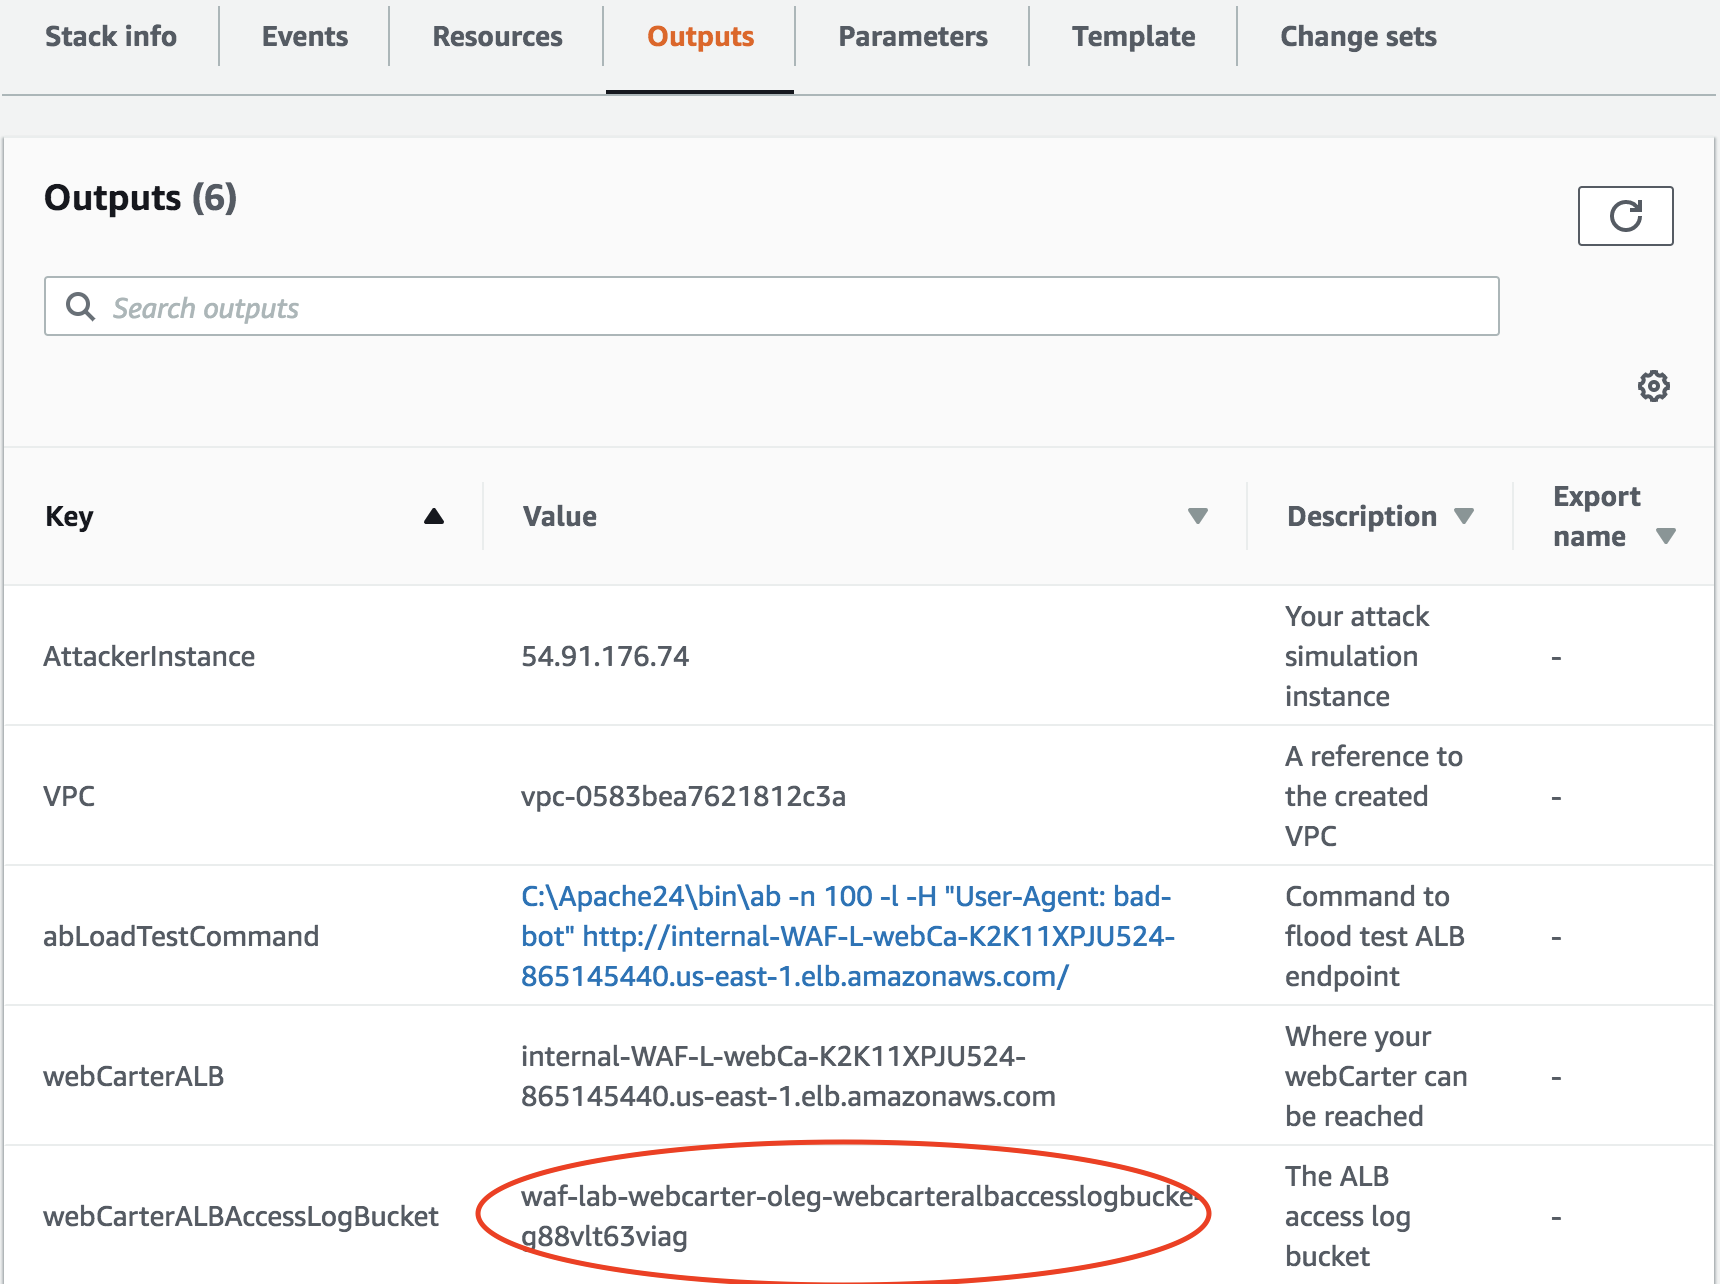 Stack info
Events
Resources
Outputs
Parameters
Template
Change sets
Outputs (6)
Search outputs
Key
Value
Description
Export
name
AttackerInstance
54.91.176.74
Your attack
simulation
instance
-
VPC
vpc-0583bea7621812c3a
A reference to
the created
VPC
-
abLoadTestCommand
C:\Apache24\bin\ab -n 100 -l -H "User-Agent: bad-
bot" http://internal-WAF-L-webCa-K2K11XPJU524-
865145440.us-east-1.elb.amazonaws.com/
Command to
flood test ALB
endpoint
-
webCarterALB
internal-WAF-L-webCa-K2K11XPJU524-
865145440.us-east-1.elb.amazonaws.com
Where your
webCarter can
be reached
-
webCarterALBAccessLogBucket
waf-lab-webcarter-oleg-webcarteralbaccesslogbucke-
g88vlt63viag
The ALB
access log
bucket
-